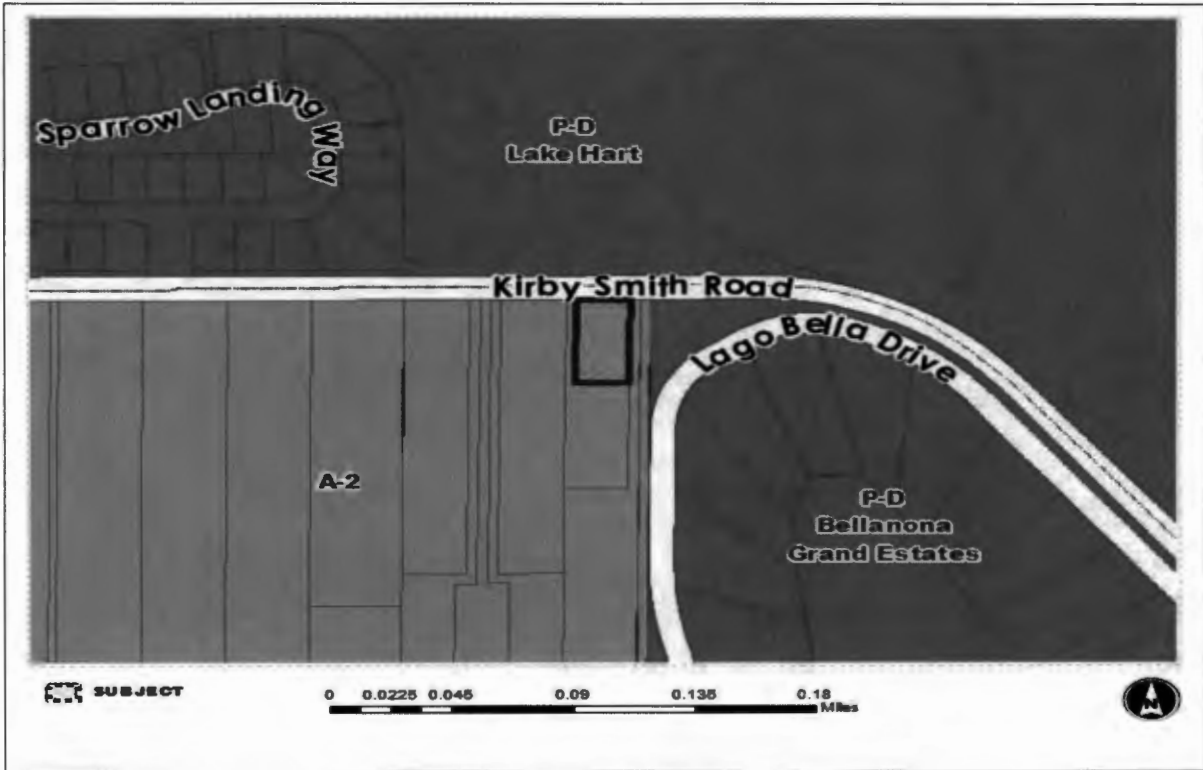 Sparrow Landing Way
P-D
Lake Hart
Kirby Smith Road
Lago Bella Drive
A-2
P-D
Bellanona
Grand Estates
SUBJECT
0 0.0225 0.045 0.09 0.135 0.18
Miles
N